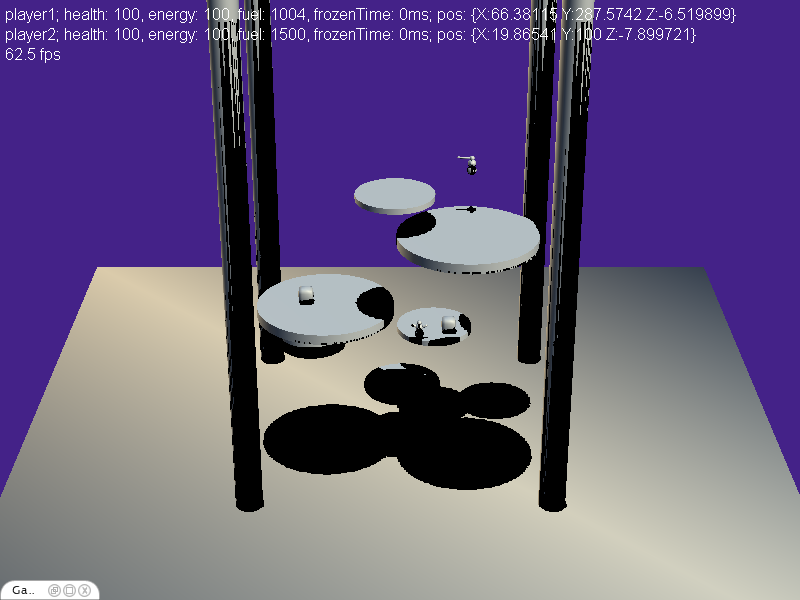 player1; health: 100, energy: 100, fuel: 1004, frozenTime: 0ms; pos: {X:66.38115 Y:287.5742 Z:-6.519899}
player2; health: 100, energy: 100, fuel: 1500, frozenTime: 0ms; pos: {X:19.86541 Y:100 Z:-7.899721}
62.5 fps
Ga..